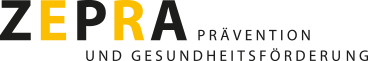 ZEPRA PRÄVENTION
UND GESUNDHEITSFÖRDERUNG